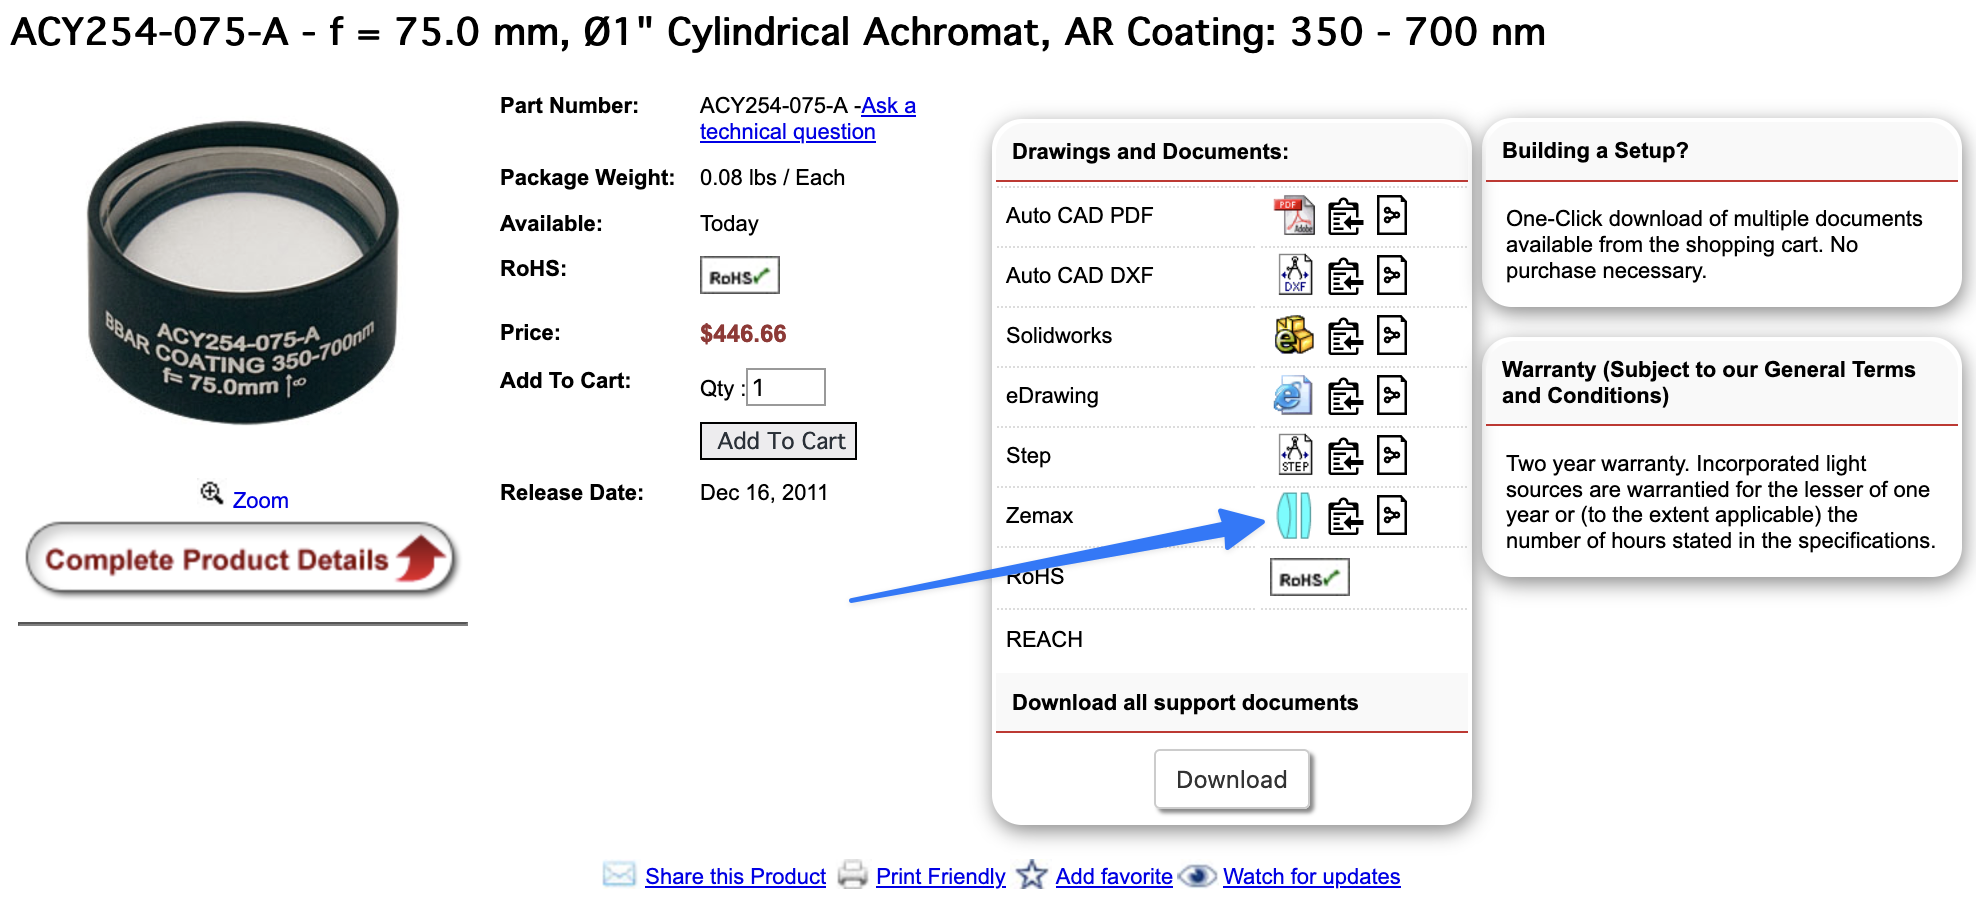 ACY254-075-A - f = 75.0 mm, Ø1" Cylindrical Achromat, AR Coating: 350 - 700 nm
ACY254-075-A
BBAR COATING 350-700nm
f= 75.0mm ↑∞
Zoom
Complete Product Details
Part Number: ACY254-075-A -Ask a
technical question
Package Weight: 0.08 lbs / Each
Available: Today
RoHS: RoHS✓
Price: $446.66
Add To Cart: Qty : 1
Add To Cart
Release Date: Dec 16, 2011
Drawings and Documents:
Auto CAD PDF PDF Adobe
Auto CAD DXF DXF
Solidworks
eDrawing
Step STEP
Zemax
RoHS RoHS✓
REACH
Download all support documents
Download
Building a Setup?
One-Click download of multiple documents
available from the shopping cart. No
purchase necessary.
Warranty (Subject to our General Terms
and Conditions)
Two year warranty. Incorporated light
sources are warrantied for the lesser of one
year or (to the extent applicable) the
number of hours stated in the specifications.
Share this Product Print Friendly Add favorite Watch for updates